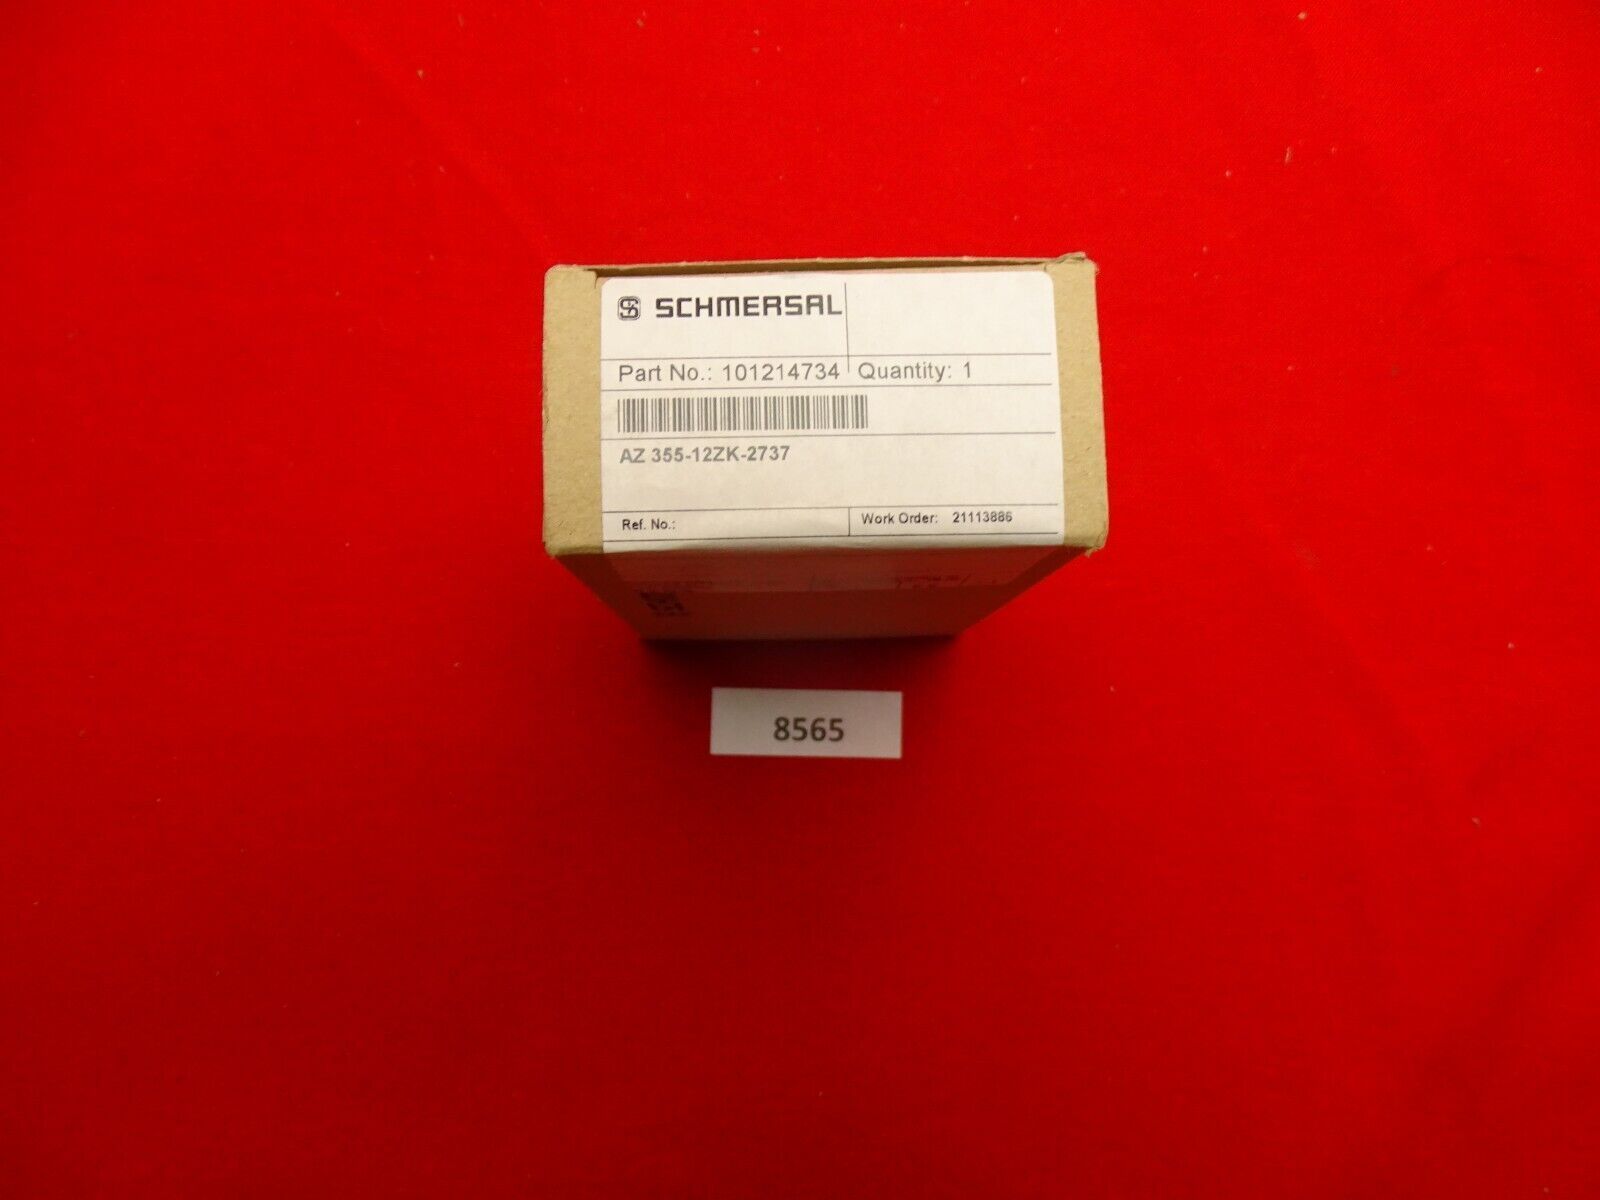 SCHMERSAL
Part No.: 101214734 Quantity: 1
AZ 355-12ZK-2737
Ref. No.: Work Order: 21113886
8565